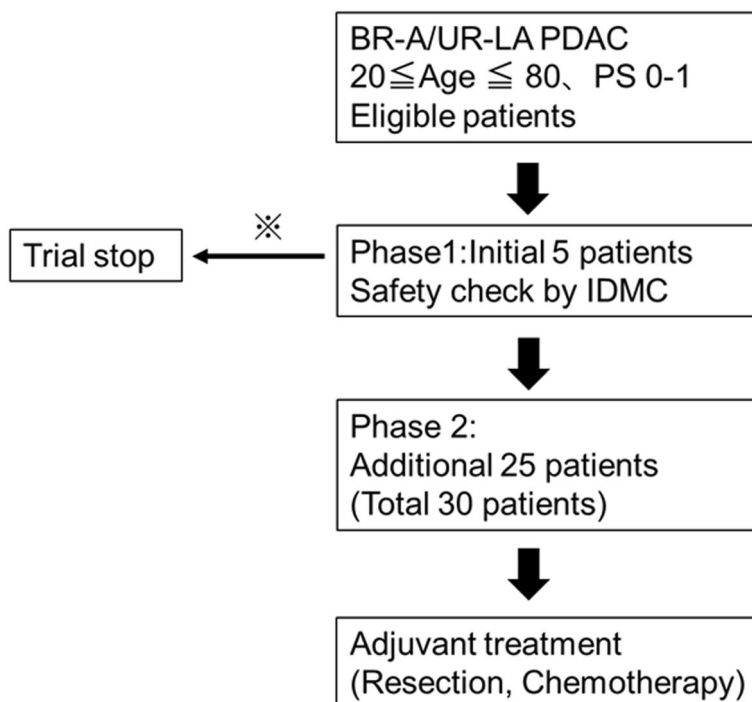 BR-A/UR-LA PDAC
20≦Age ≦ 80、PS 0-1
Eligible patients
※
Trial stop
Phase1:Initial 5 patients
Safety check by IDMC
Phase 2:
Additional 25 patients
(Total 30 patients)
Adjuvant treatment
(Resection, Chemotherapy)